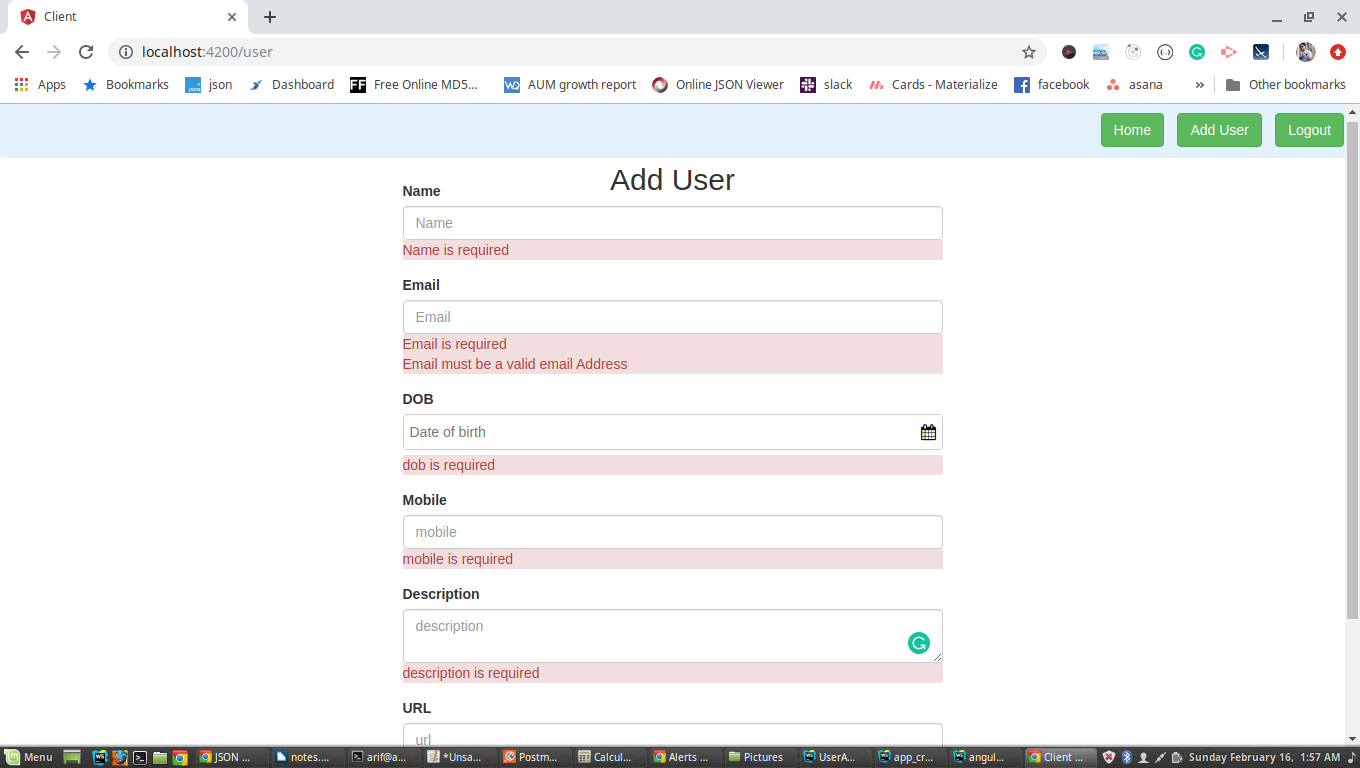 Client
localhost:4200/user
Apps Bookmarks json Dashboard Free Online MD5... AUM growth report Online JSON Viewer slack Cards - Materialize facebook asana » Other bookmarks
Home Add User Logout
Add User
Name
Name
Name is required
Email
Email
Email is required
Email must be a valid email Address
DOB
Date of birth
dob is required
Mobile
mobile
mobile is required
Description
description
description is required
URL
url
Menu JSON ... notes.... arif@a... *Unsa... Postm... Calcul... Alerts ... Pictures UserA... app_cr... angul... Client ... Sunday February 16, 1:57 AM